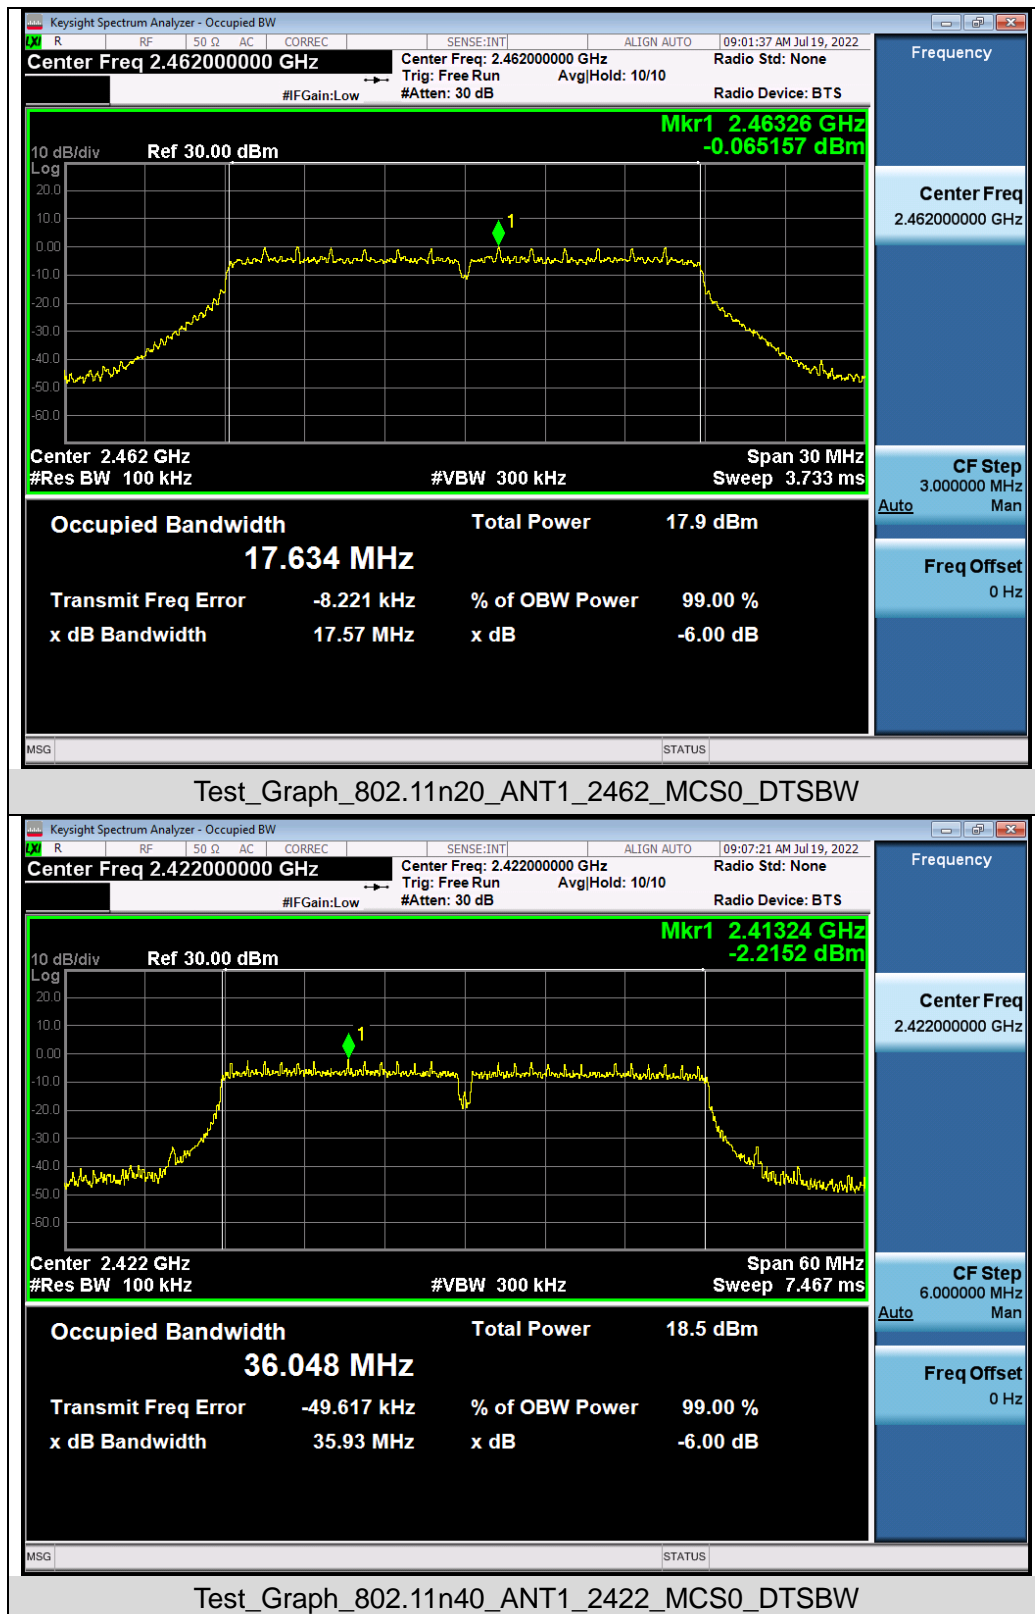 Keysight Spectrum Analyzer - Occupied BW
LXI R RF 50 Ω AC CORREC SENSE:INT ALIGN AUTO 09:01:37 AM Jul 19, 2022
Center Freq 2.462000000 GHz
#IFGain:Low
Center Freq: 2.462000000 GHz
Trig: Free Run Avg|Hold: 10/10
#Atten: 30 dB
Radio Std: None
Radio Device: BTS
Frequency
Mkr1 2.46326 GHz
-0.065157 dBm
10 dB/div Ref 30.00 dBm
Log
20.0
10.0
0.00
-10.0
-20.0
-30.0
-40.0
-50.0
-60.0
1
Center 2.462 GHz Span 30 MHz
#Res BW 100 kHz #VBW 300 kHz Sweep 3.733 ms
Center Freq
2.462000000 GHz
CF Step
3.000000 MHz
Auto Man
Freq Offset
0 Hz
Occupied Bandwidth Total Power 17.9 dBm
17.634 MHz
Transmit Freq Error -8.221 kHz % of OBW Power 99.00 %
x dB Bandwidth 17.57 MHz x dB -6.00 dB
MSG STATUS
Test_Graph_802.11n20_ANT1_2462_MCS0_DTSBW
Keysight Spectrum Analyzer - Occupied BW
LXI R RF 50 Ω AC CORREC SENSE:INT ALIGN AUTO 09:07:21 AM Jul 19, 2022
Center Freq 2.422000000 GHz
#IFGain:Low
Center Freq: 2.422000000 GHz
Trig: Free Run Avg|Hold: 10/10
#Atten: 30 dB
Radio Std: None
Radio Device: BTS
Frequency
Mkr1 2.41324 GHz
-2.2152 dBm
10 dB/div Ref 30.00 dBm
Log
20.0
10.0
0.00
-10.0
-20.0
-30.0
-40.0
-50.0
-60.0
1
Center 2.422 GHz Span 60 MHz
#Res BW 100 kHz #VBW 300 kHz Sweep 7.467 ms
Center Freq
2.422000000 GHz
CF Step
6.000000 MHz
Auto Man
Freq Offset
0 Hz
Occupied Bandwidth Total Power 18.5 dBm
36.048 MHz
Transmit Freq Error -49.617 kHz % of OBW Power 99.00 %
x dB Bandwidth 35.93 MHz x dB -6.00 dB
MSG STATUS
Test_Graph_802.11n40_ANT1_2422_MCS0_DTSBW